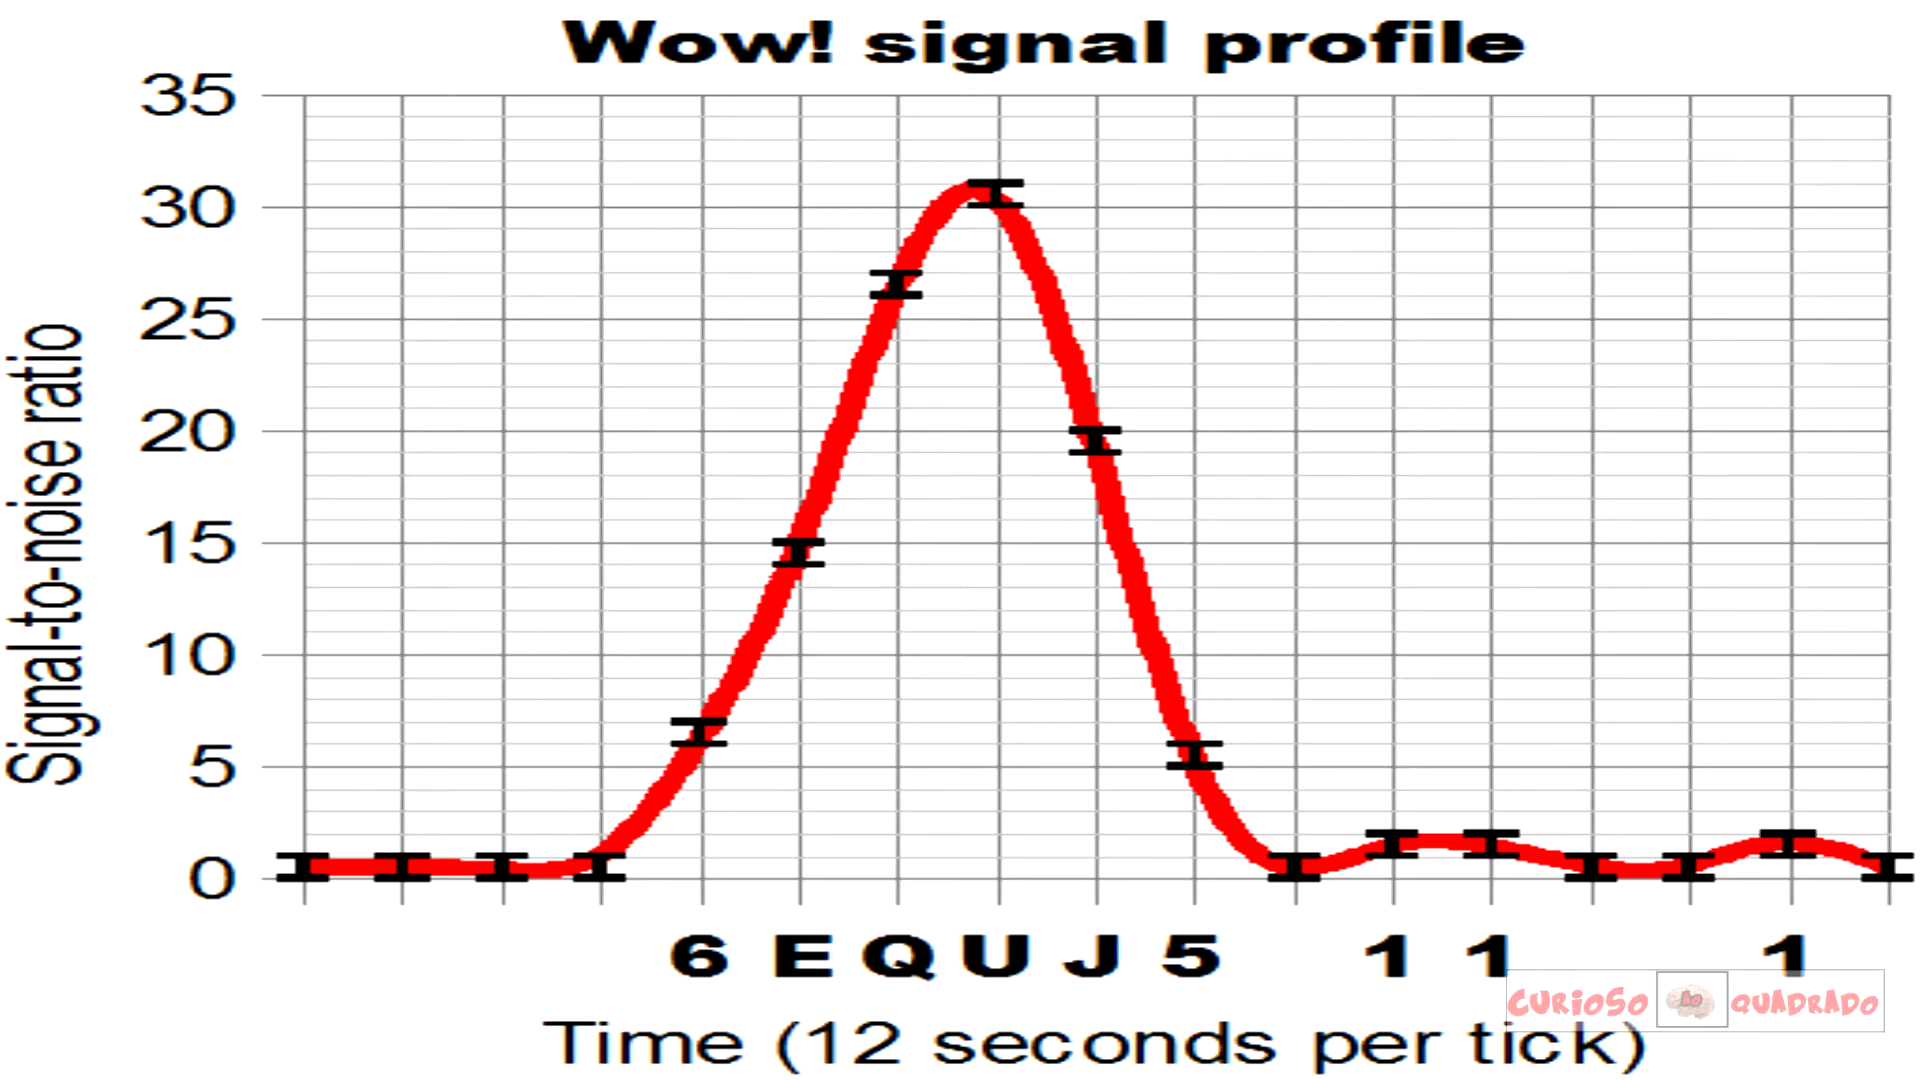 Wow! signal profile
35
30
25
20
15
10
5
0
Signal-to-noise ratio
6 E Q U J 5 1 1 1
Time (12 seconds per tick)
CURIOSO AO QUADRADO